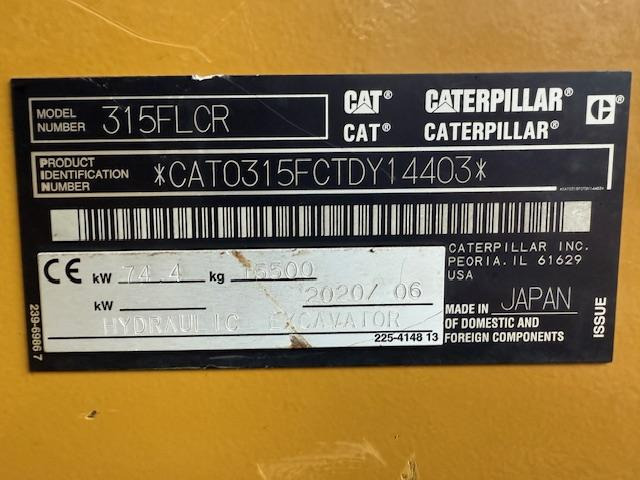 MODEL NUMBER 315FLCR
CAT CATERPILLAR C
CAT® CATERPILLAR®
PRODUCT IDENTIFICATION NUMBER *CAT0315FCTDY14403*
*CAT0315FCTDY14403*
CATERPILLAR INC.
PEORIA. IL 61629
USA
CE kW 74.4 kg 15500
kW 2020/ 06
HYDRAULIC EXCAVATOR
225-4148 13
MADE IN JAPAN
OF DOMESTIC AND
FOREIGN COMPONENTS
239-6986 7
ISSUE